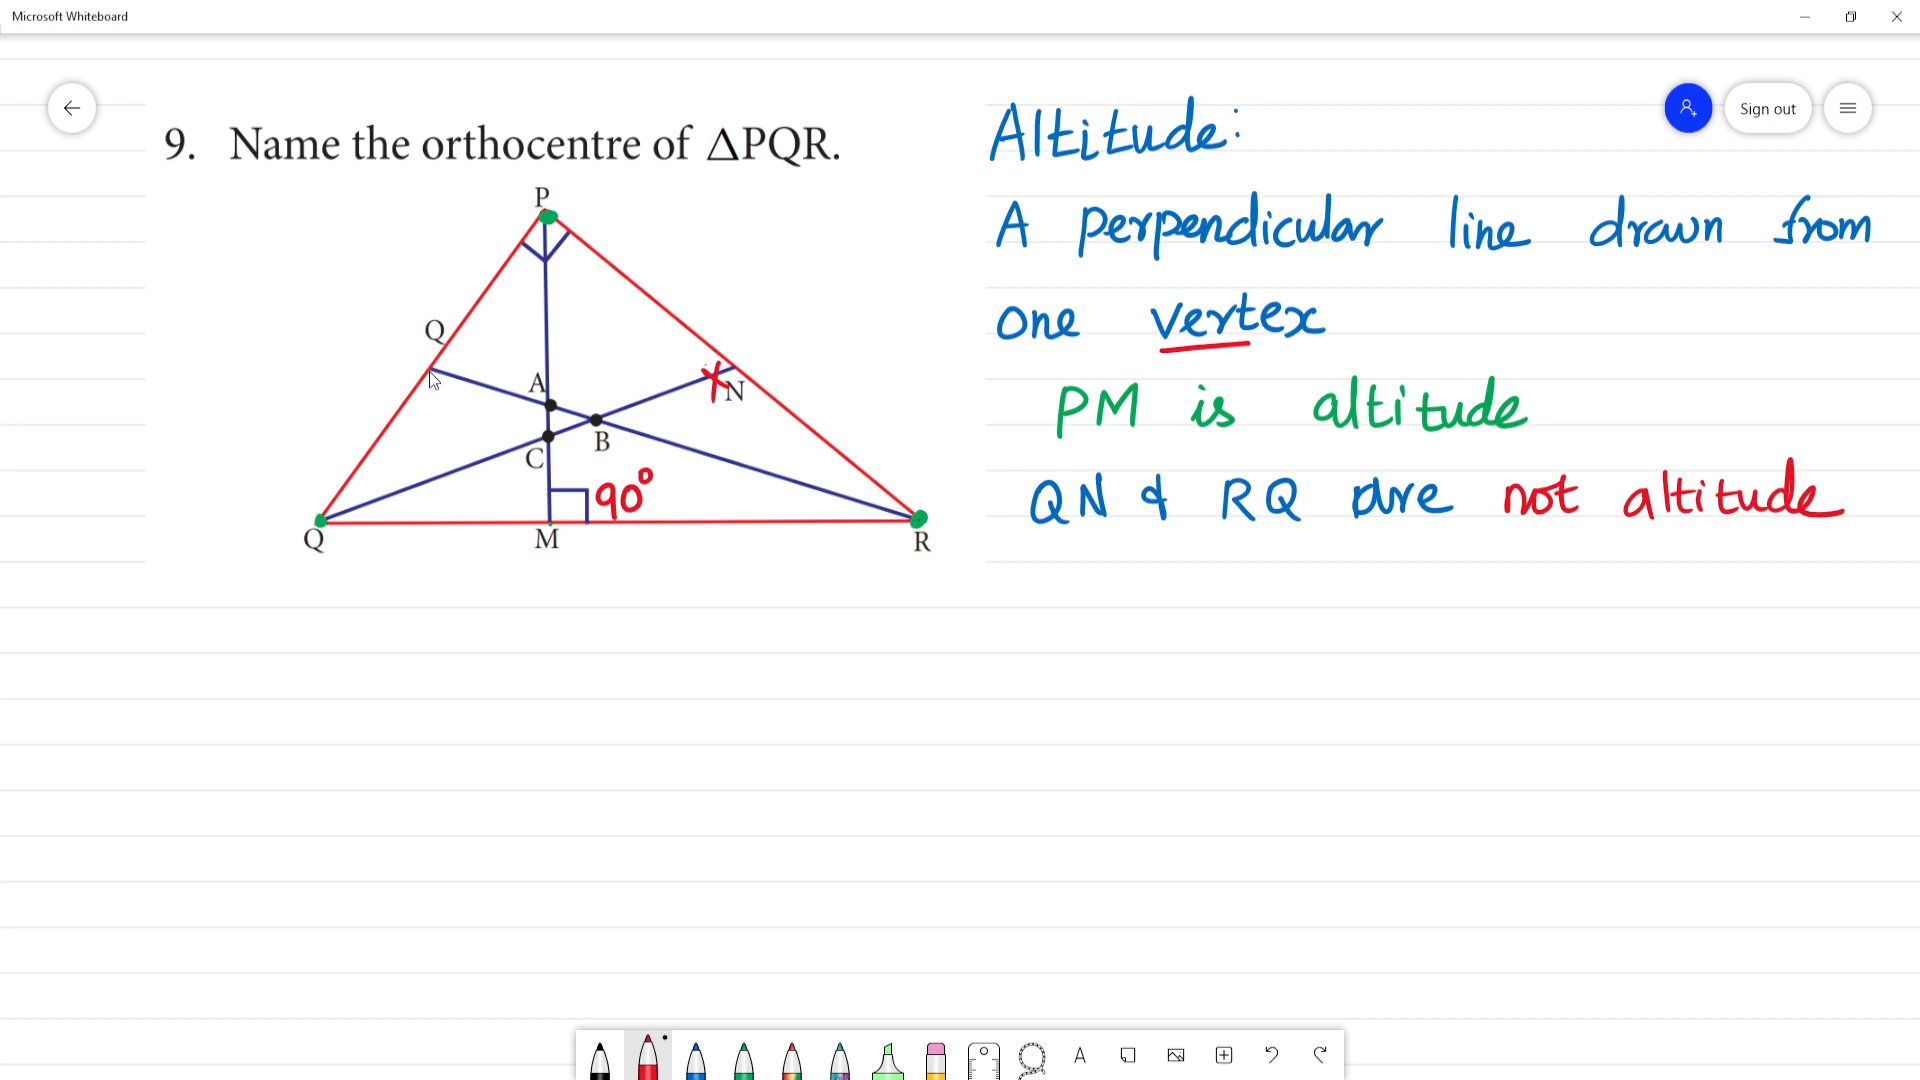 Microsoft Whiteboard
Sign out
9. Name the orthocentre of ΔPQR.
P
Q
A
N
B
C
90°
Q
M
R
Altitude:
A perpendicular line drawn from
one vertex
PM is altitude
QN & RQ are not altitude
A